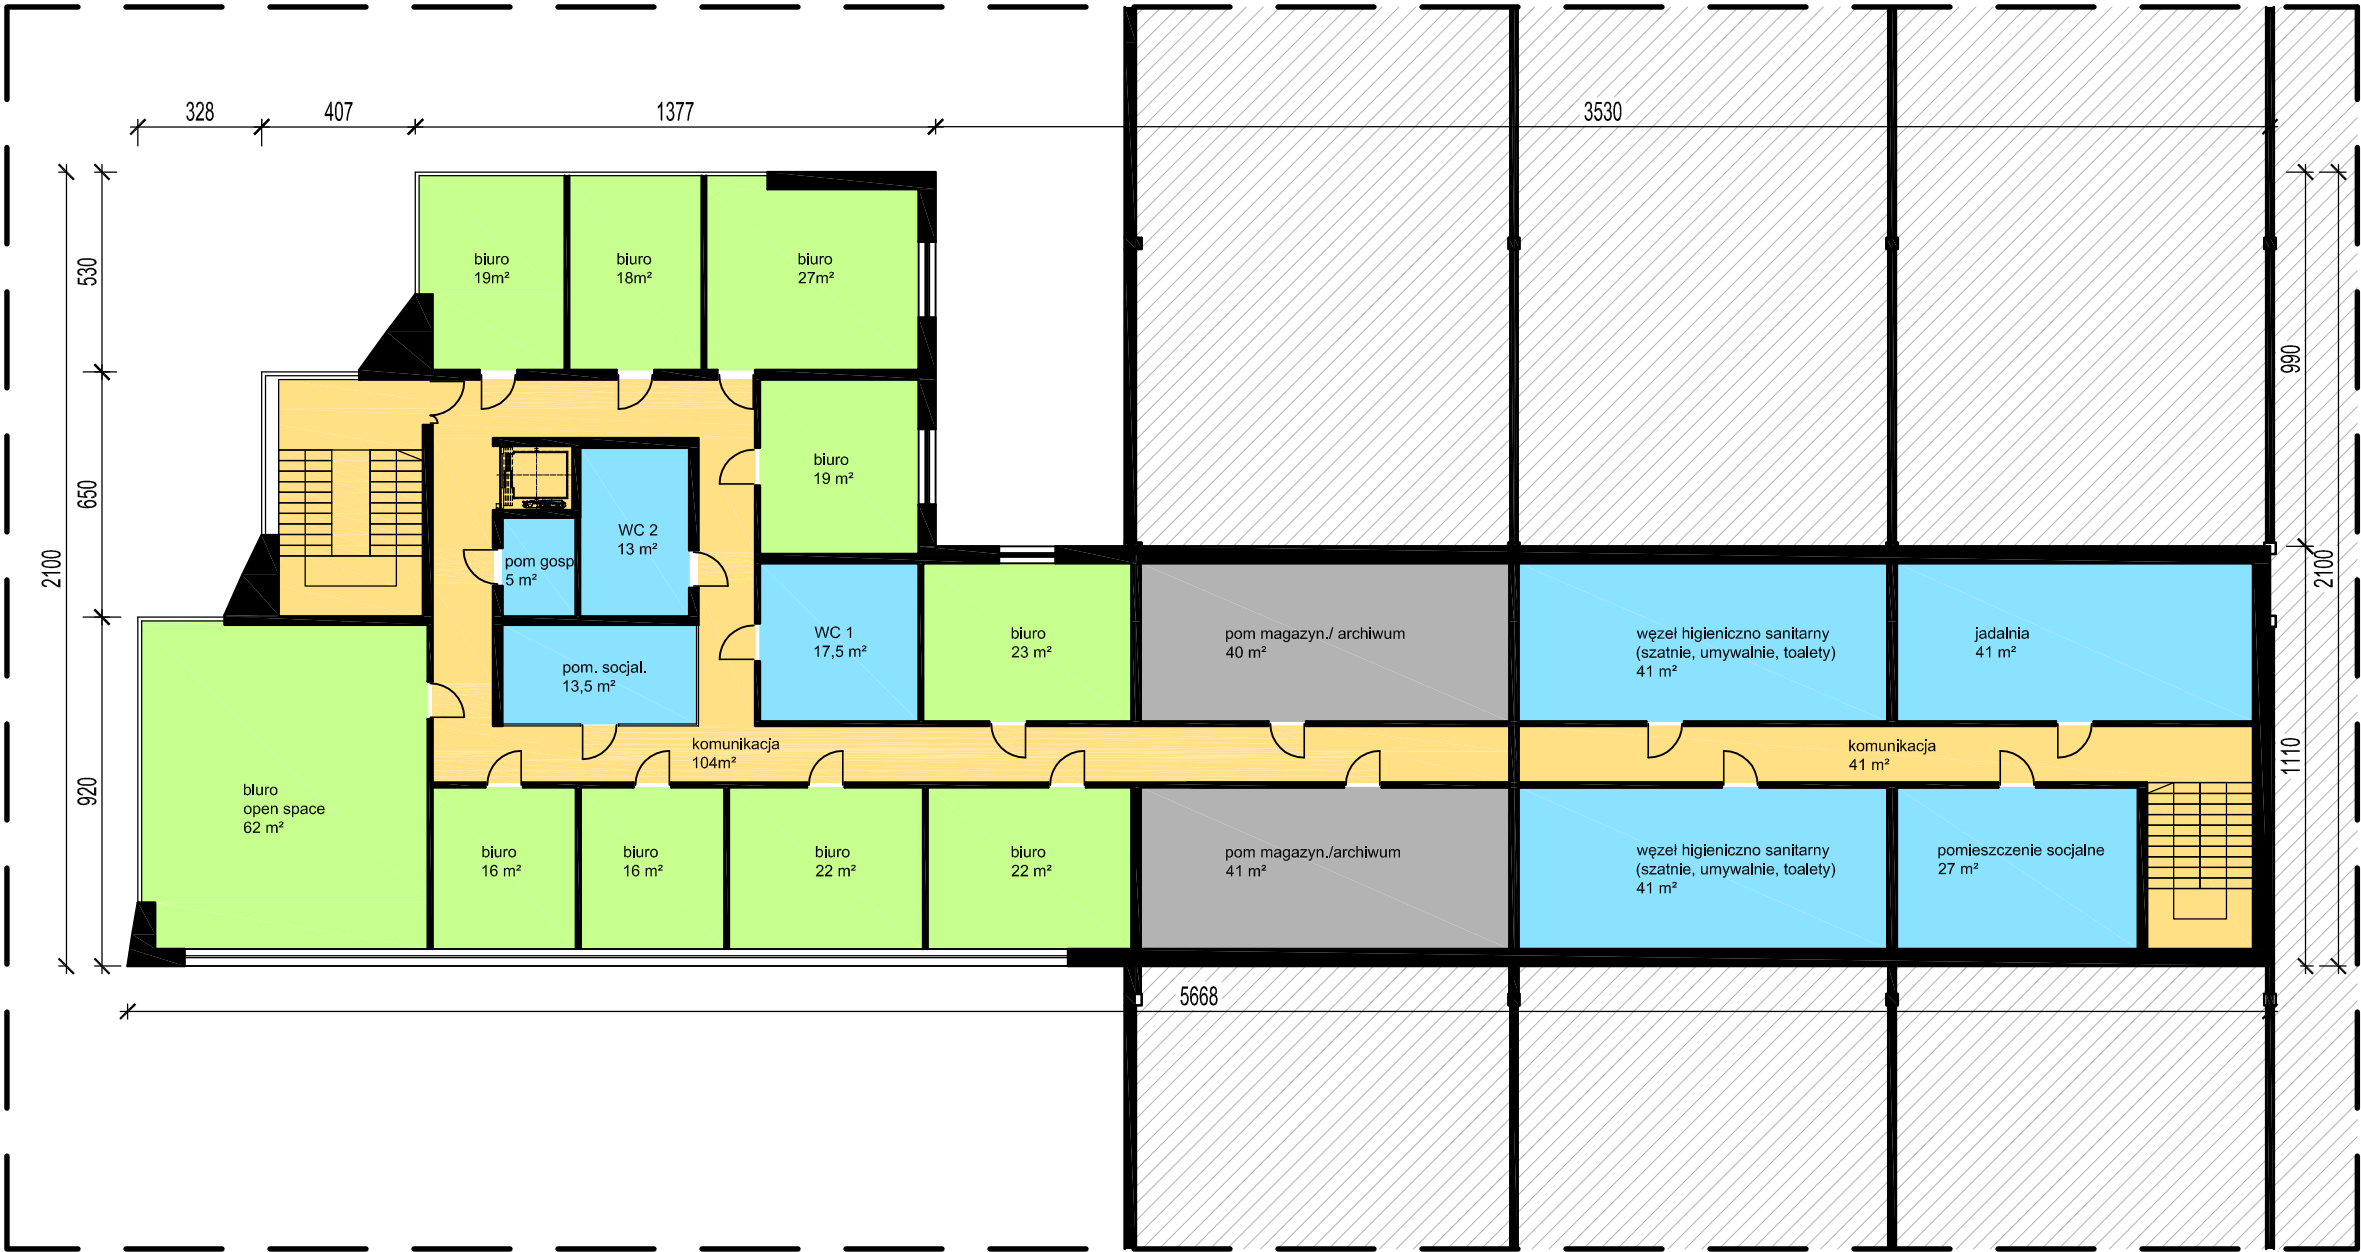 328
407
1377
3530
530
650
2100
920
990
2100
1110
5668
biuro
19m²
biuro
18m²
biuro
27m²
biuro
19 m²
WC 2
13 m²
pom gosp
5 m²
WC 1
17,5 m²
biuro
23 m²
pom. socjal.
13,5 m²
pom magazyn./ archiwum
40 m²
węzeł higieniczno sanitarny
(szatnie, umywalnie, toalety)
41 m²
jadalnia
41 m²
komunikacja
104m²
komunikacja
41 m²
biuro
open space
62 m²
biuro
16 m²
biuro
16 m²
biuro
22 m²
biuro
22 m²
pom magazyn./archiwum
41 m²
węzeł higieniczno sanitarny
(szatnie, umywalnie, toalety)
41 m²
pomieszczenie socjalne
27 m²